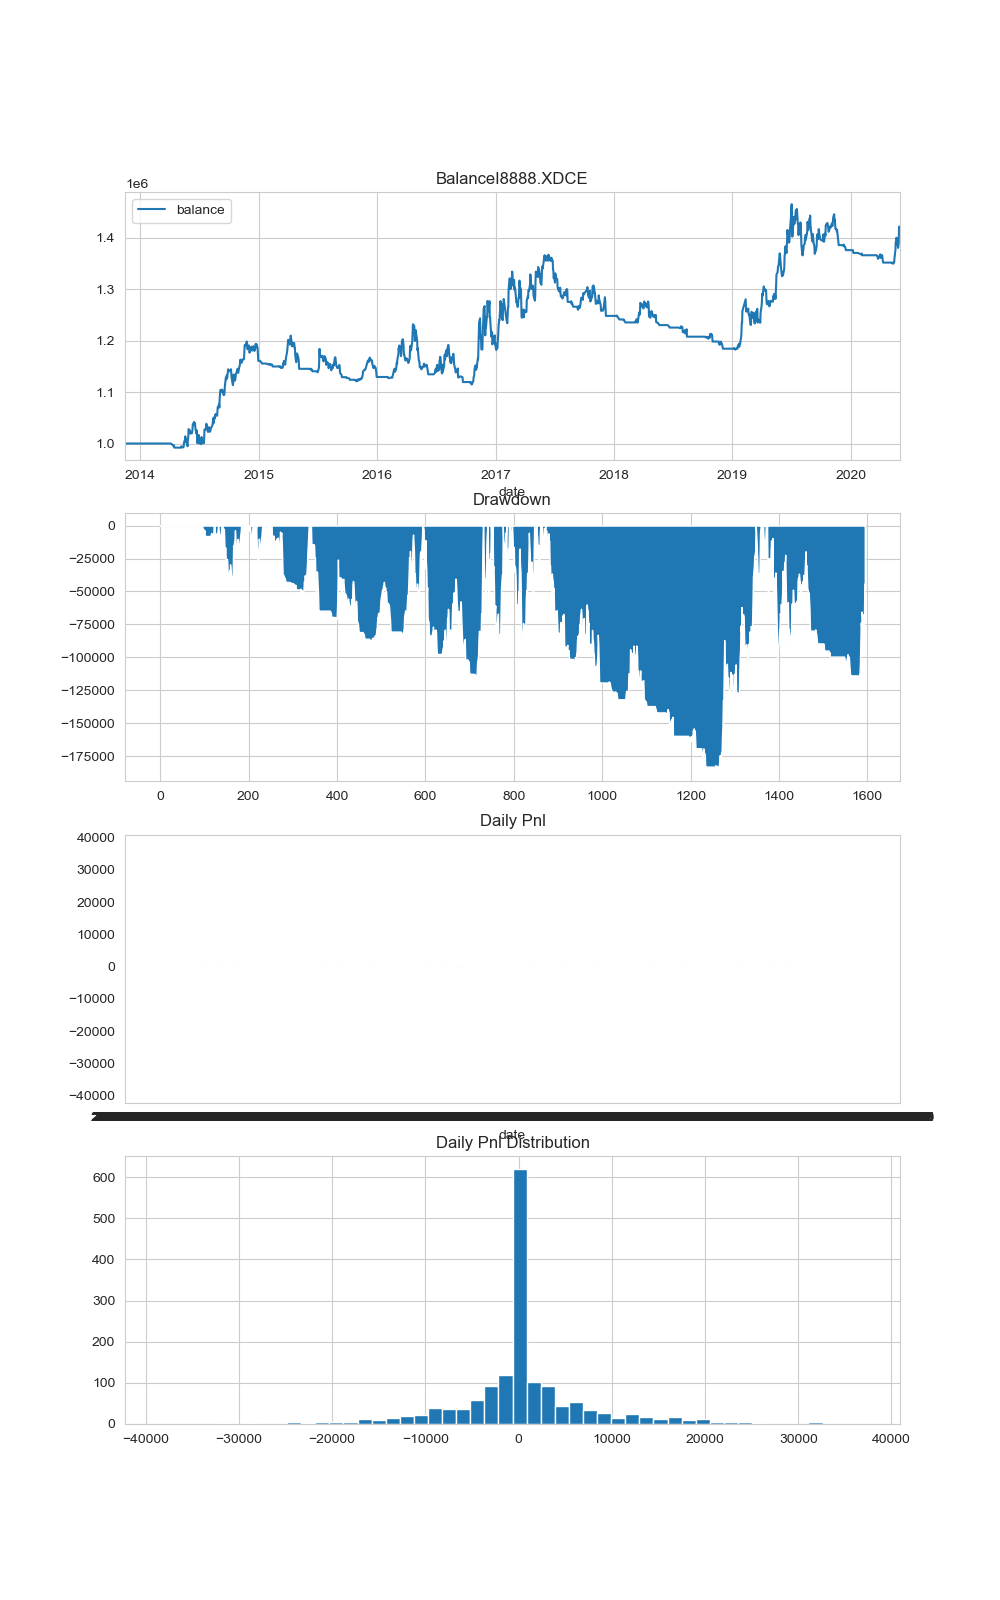 BalanceI8888.XDCE
1e6
balance
1.4
1.3
1.2
1.1
1.0
2014 2015 2016 2017 2018 2019 2020
date
Drawdown
0
−25000
−50000
−75000
−100000
−125000
−150000
−175000
0 200 400 600 800 1000 1200 1400 1600
Daily Pnl
40000
30000
20000
10000
0
−10000
−20000
−30000
−40000
date
Daily Pnl Distribution
600
500
400
300
200
100
0
−40000 −30000 −20000 −10000 0 10000 20000 30000 40000